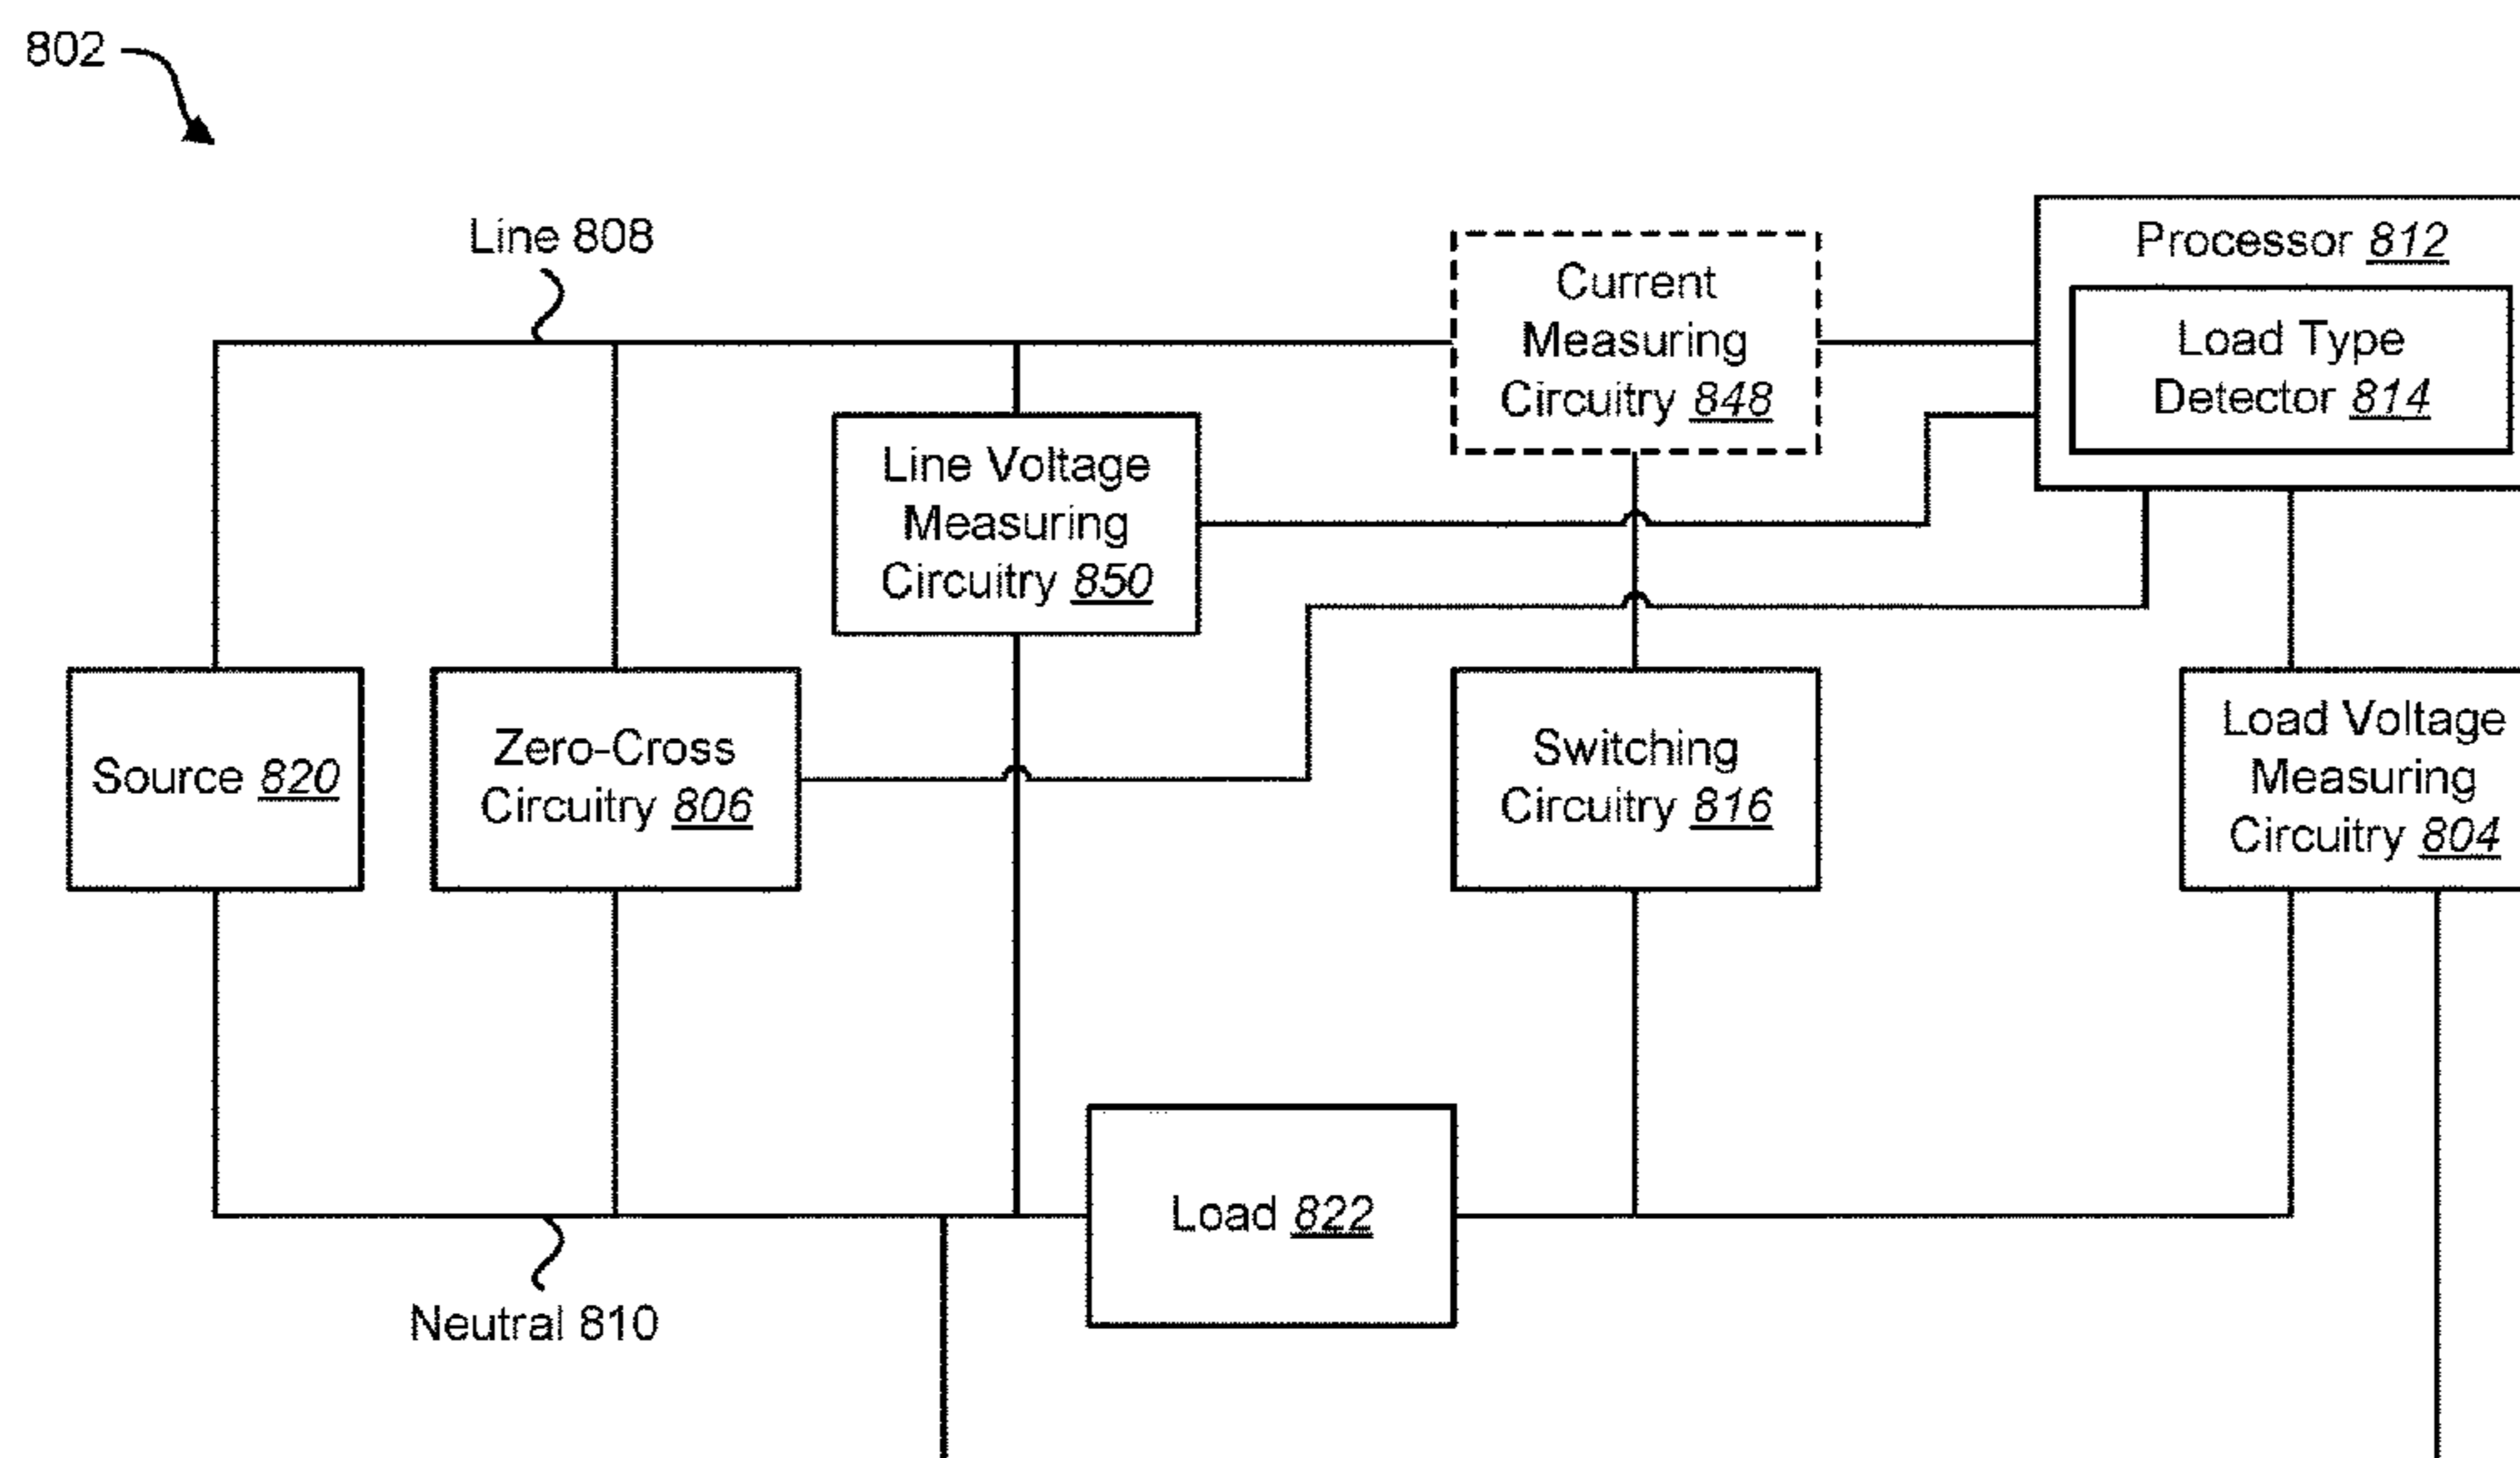 802
Line 808
Current
Measuring
Circuitry 848
Processor 812
Load Type
Detector 814
Line Voltage
Measuring
Circuitry 850
Source 820
Zero-Cross
Circuitry 806
Switching
Circuitry 816
Load Voltage
Measuring
Circuitry 804
Load 822
Neutral 810